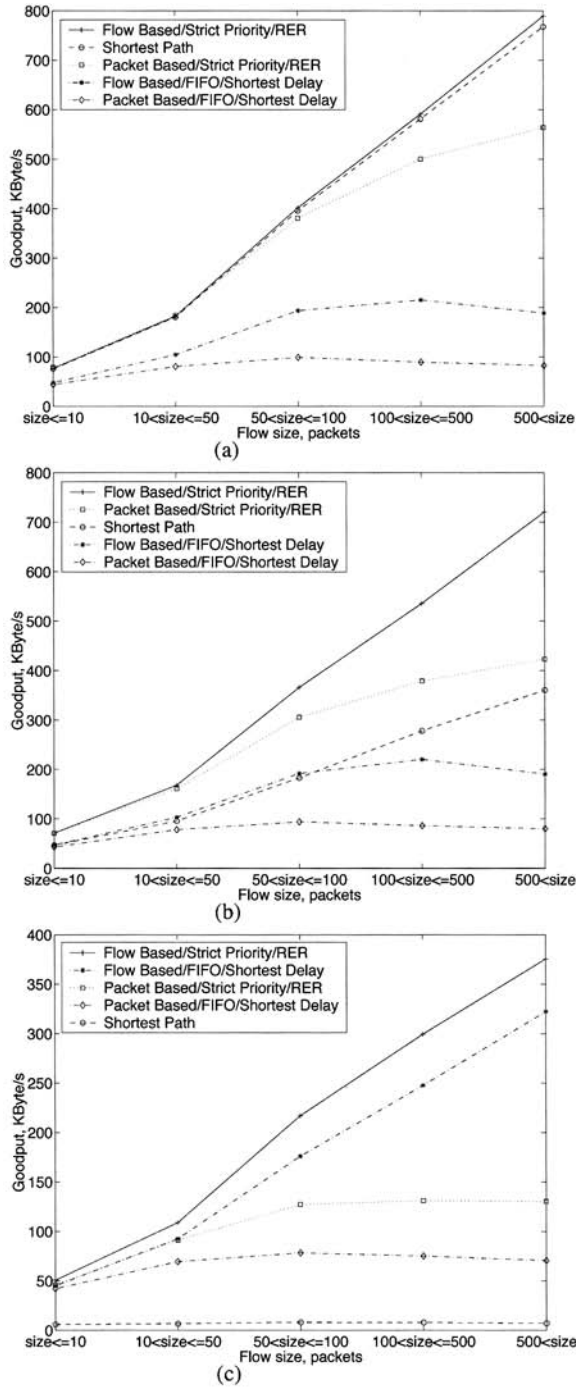 800
700
600
500
400
300
200
100
0
Goodput, KByte/s
Flow Based/Strict Priority/RER
Shortest Path
Packet Based/Strict Priority/RER
Flow Based/FIFO/Shortest Delay
Packet Based/FIFO/Shortest Delay
size<=10 10<size<=50 50<size<=100 100<size<=500 500<size
Flow size, packets
(a)
800
700
600
500
400
300
200
100
0
Goodput, KByte/s
Flow Based/Strict Priority/RER
Packet Based/Strict Priority/RER
Shortest Path
Flow Based/FIFO/Shortest Delay
Packet Based/FIFO/Shortest Delay
size<=10 10<size<=50 50<size<=100 100<size<=500 500<size
Flow size, packets
(b)
400
350
300
250
200
150
100
50
0
Goodput, KByte/s
Flow Based/Strict Priority/RER
Flow Based/FIFO/Shortest Delay
Packet Based/Strict Priority/RER
Packet Based/FIFO/Shortest Delay
Shortest Path
size<=10 10<size<=50 50<size<=100 100<size<=500 500<size
Flow size, packets
(c)